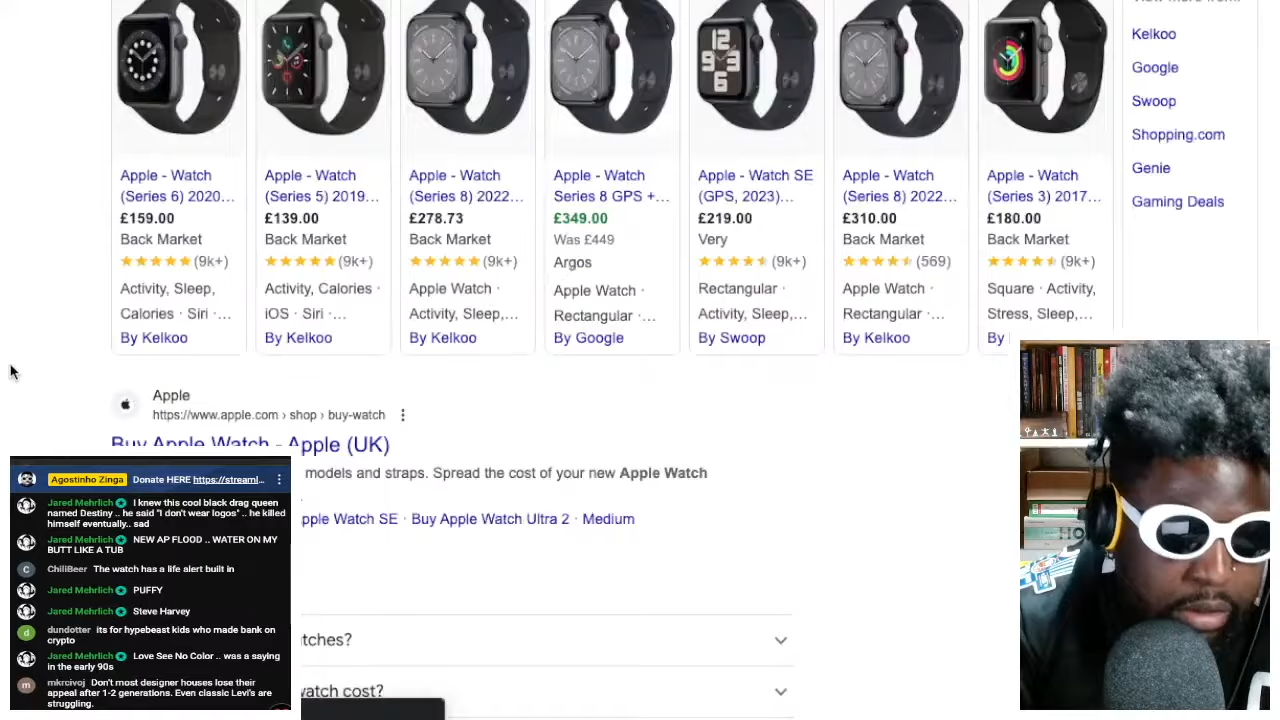 Kelkoo
Google
Swoop
Shopping.com
Genie
Gaming Deals
Apple - Watch
(Series 6) 2020...
£159.00
Back Market
(9k+)
Activity, Sleep,
Calories · Siri ·...
By Kelkoo
Apple - Watch
(Series 5) 2019...
£139.00
Back Market
(9k+)
Activity, Calories ·
iOS · Siri ·...
By Kelkoo
Apple - Watch
(Series 8) 2022...
£278.73
Back Market
(9k+)
Apple Watch ·
Activity, Sleep,...
By Kelkoo
Apple - Watch
Series 8 GPS +...
£349.00
Was £449
Argos
Apple Watch ·
Rectangular ·...
By Google
Apple - Watch SE
(GPS, 2023)...
£219.00
Very
(9k+)
Rectangular ·
Activity, Sleep,...
By Swoop
Apple - Watch
(Series 8) 2022...
£310.00
Back Market
(569)
Apple Watch ·
Rectangular ·...
By Kelkoo
Apple - Watch
(Series 3) 2017...
£180.00
Back Market
(9k+)
Square · Activity,
Stress, Sleep,...
By
Apple
https://www.apple.com › shop › buy-watch
Buy Apple Watch - Apple (UK)
models and straps. Spread the cost of your new Apple Watch
pple Watch SE · Buy Apple Watch Ultra 2 · Medium
tches?
watch cost?
Agostinho Zinga Donate HERE https://streaml...
Jared Mehrlich I knew this cool black drag queen
named Destiny .. he said "I don't wear logos" .. he killed
himself eventually.. sad
Jared Mehrlich NEW AP FLOOD .. WATER ON MY
BUTT LIKE A TUB
ChiliBeer The watch has a life alert built in
Jared Mehrlich PUFFY
Jared Mehrlich Steve Harvey
dundotter its for hypebeast kids who made bank on
crypto
Jared Mehrlich Love See No Color .. was a saying
in the early 90s
mkrcivoj Don't most designer houses lose their
appeal after 1-2 generations. Even classic Levi's are
struggling.